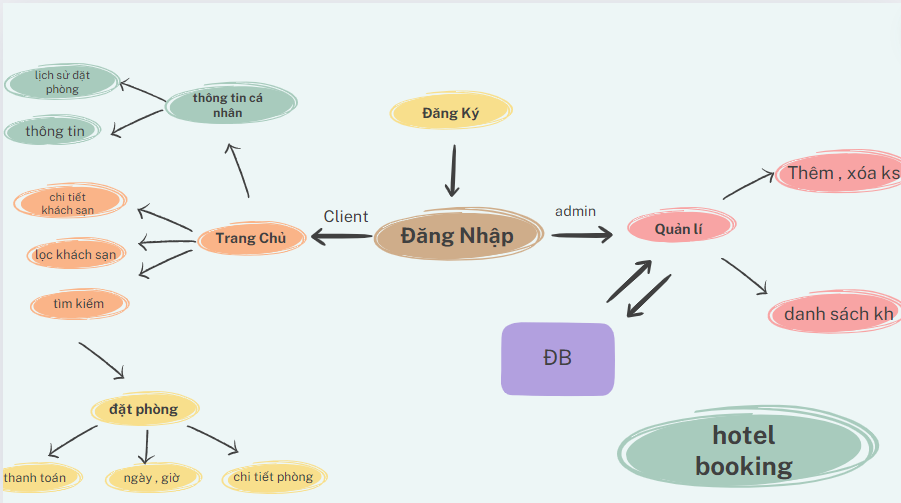 lịch sử đặt
phòng
thông tin cá
nhân
Đăng Ký
thông tin
Thêm , xóa ks
chi tiết
khách sạn
Client
admin
Trang Chủ
Đăng Nhập
Quản lí
lọc khách sạn
tìm kiếm
danh sách kh
ĐB
đặt phòng
hotel
booking
thanh toán
ngày , giờ
chi tiết phòng